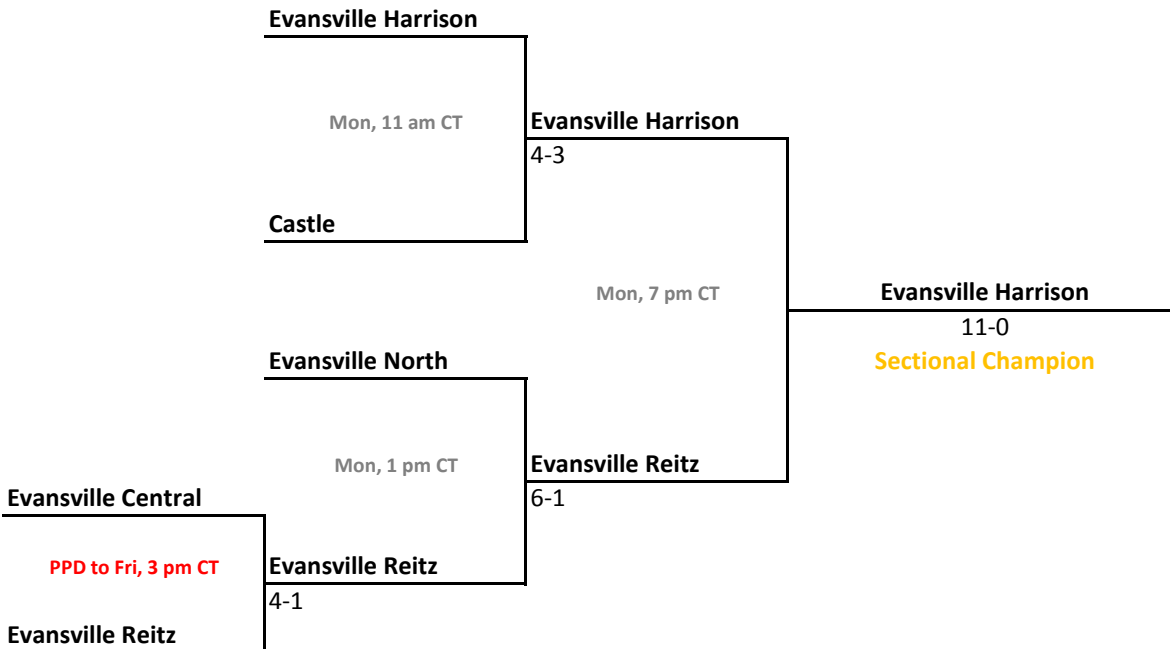 Evansville Harrison
Mon, 11 am CT
Evansville Harrison
4-3
Castle
Mon, 7 pm CT
Evansville Harrison
11-0
Sectional Champion
Evansville North
Mon, 1 pm CT
Evansville Reitz
6-1
Evansville Central
PPD to Fri, 3 pm CT
Evansville Reitz
4-1
Evansville Reitz